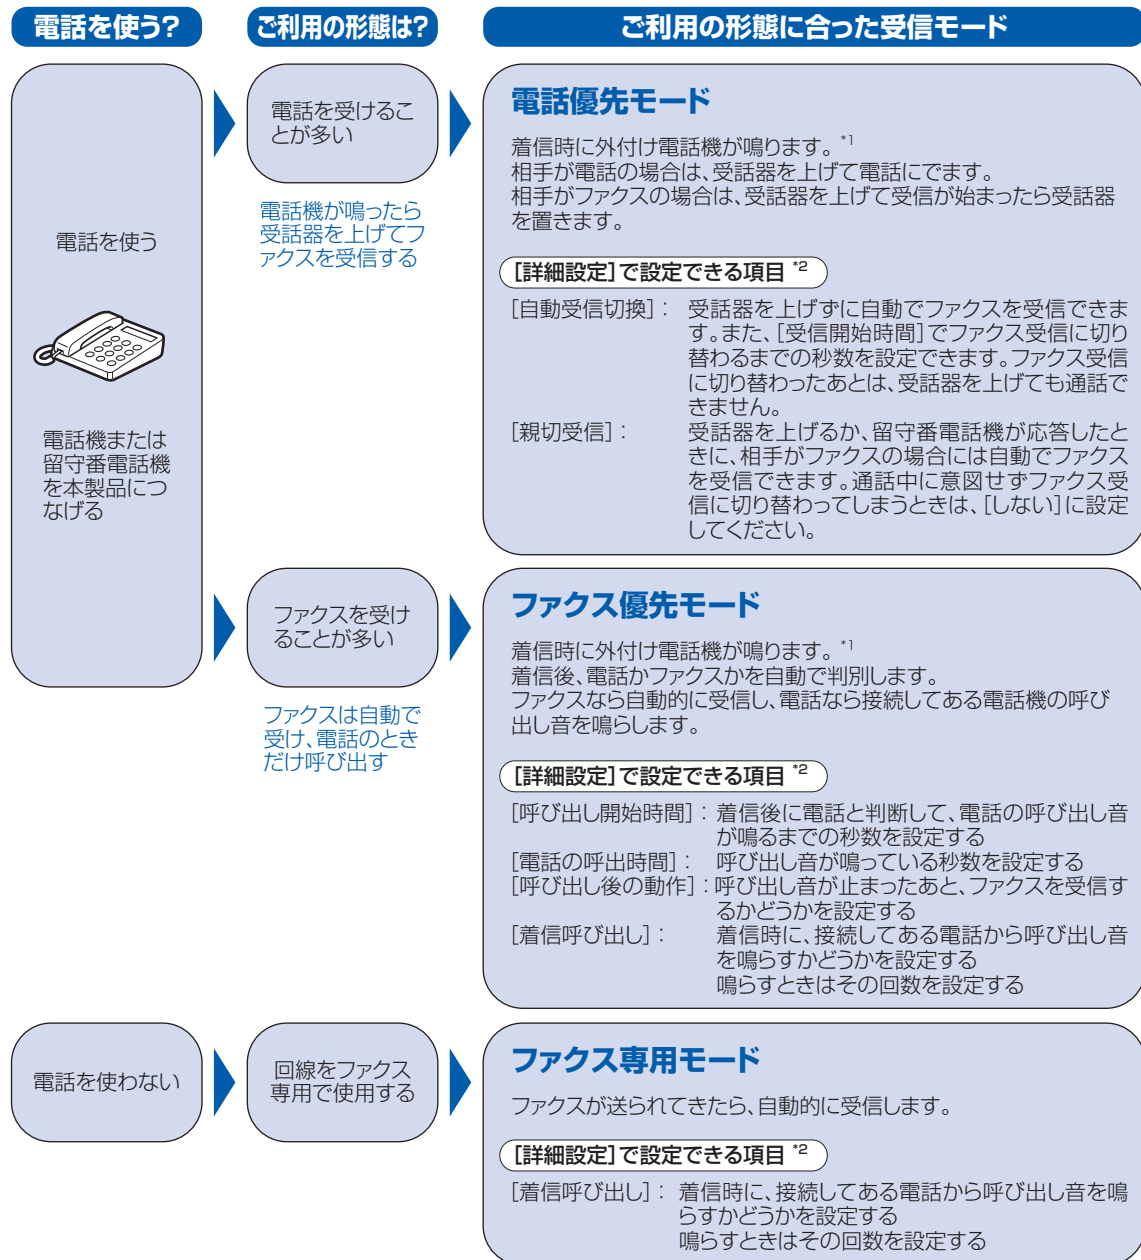 電話を使う?
ご利用の形態は?
ご利用の形態に合った受信モード
電話を使う
電話機または
留守番電話機
を本製品につ
なげる
電話を受けるこ
とが多い
電話機が鳴ったら
受話器を上げてフ
ァクスを受信する
電話優先モード
着信時に外付け電話機が鳴ります。*1
相手が電話の場合は、受話器を上げて電話にでます。
相手がファクスの場合は、受話器を上げて受信が始まったら受話器
を置きます。
[詳細設定]で設定できる項目 *2
[自動受信切換]： 受話器を上げずに自動でファクスを受信できま
す。また、[受信開始時間]でファクス受信に切り
替わるまでの秒数を設定できます。ファクス受信
に切り替わったあとは、受話器を上げても通話で
きません。
[親切受信]： 受話器を上げるか、留守番電話機が応答したと
きに、相手がファクスの場合には自動でファクス
を受信できます。通話中に意図せずファクス受
信に切り替わってしまうときは、[しない]に設定
してください。
ファクスを受け
ることが多い
ファクスは自動で
受け、電話のとき
だけ呼び出す
ファクス優先モード
着信時に外付け電話機が鳴ります。*1
着信後、電話かファクスかを自動で判別します。
ファクスなら自動的に受信し、電話なら接続してある電話機の呼び
出し音を鳴らします。
[詳細設定]で設定できる項目 *2
[呼び出し開始時間]：着信後に電話と判断して、電話の呼び出し音
が鳴るまでの秒数を設定する
[電話の呼出時間]： 呼び出し音が鳴っている秒数を設定する
[呼び出し後の動作]：呼び出し音が止まったあと、ファクスを受信す
るかどうかを設定する
[着信呼び出し]： 着信時に、接続してある電話から呼び出し音
を鳴らすかどうかを設定する
鳴らすときはその回数を設定する
電話を使わない
回線をファクス
専用で使用する
ファクス専用モード
ファクスが送られてきたら、自動的に受信します。
[詳細設定]で設定できる項目 *2
[着信呼び出し]： 着信時に、接続してある電話から呼び出し音を鳴
らすかどうかを設定する
鳴らすときはその回数を設定する